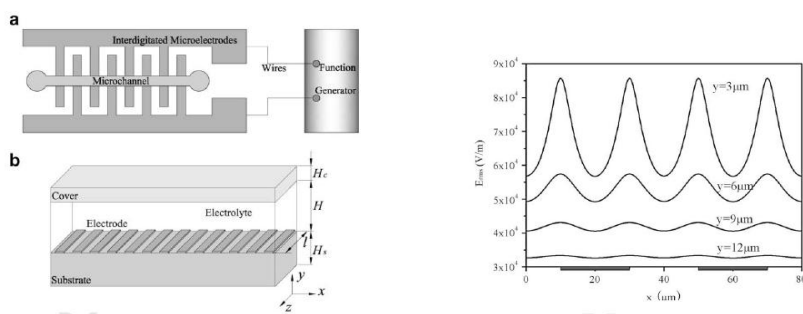 a
Interdigitated Microelectrodes
Microchannel
Wires
Function
Generator
b
Cover
Electrode
Electrolyte
Substrate
Hc
H
l
Hs
y
x
z
Erms (V/m)
9x10⁴
8x10⁴
7x10⁴
6x10⁴
5x10⁴
4x10⁴
3x10⁴
y=3μm
y=6μm
y=9μm
y=12μm
0 20 40 60 80
x (μm)